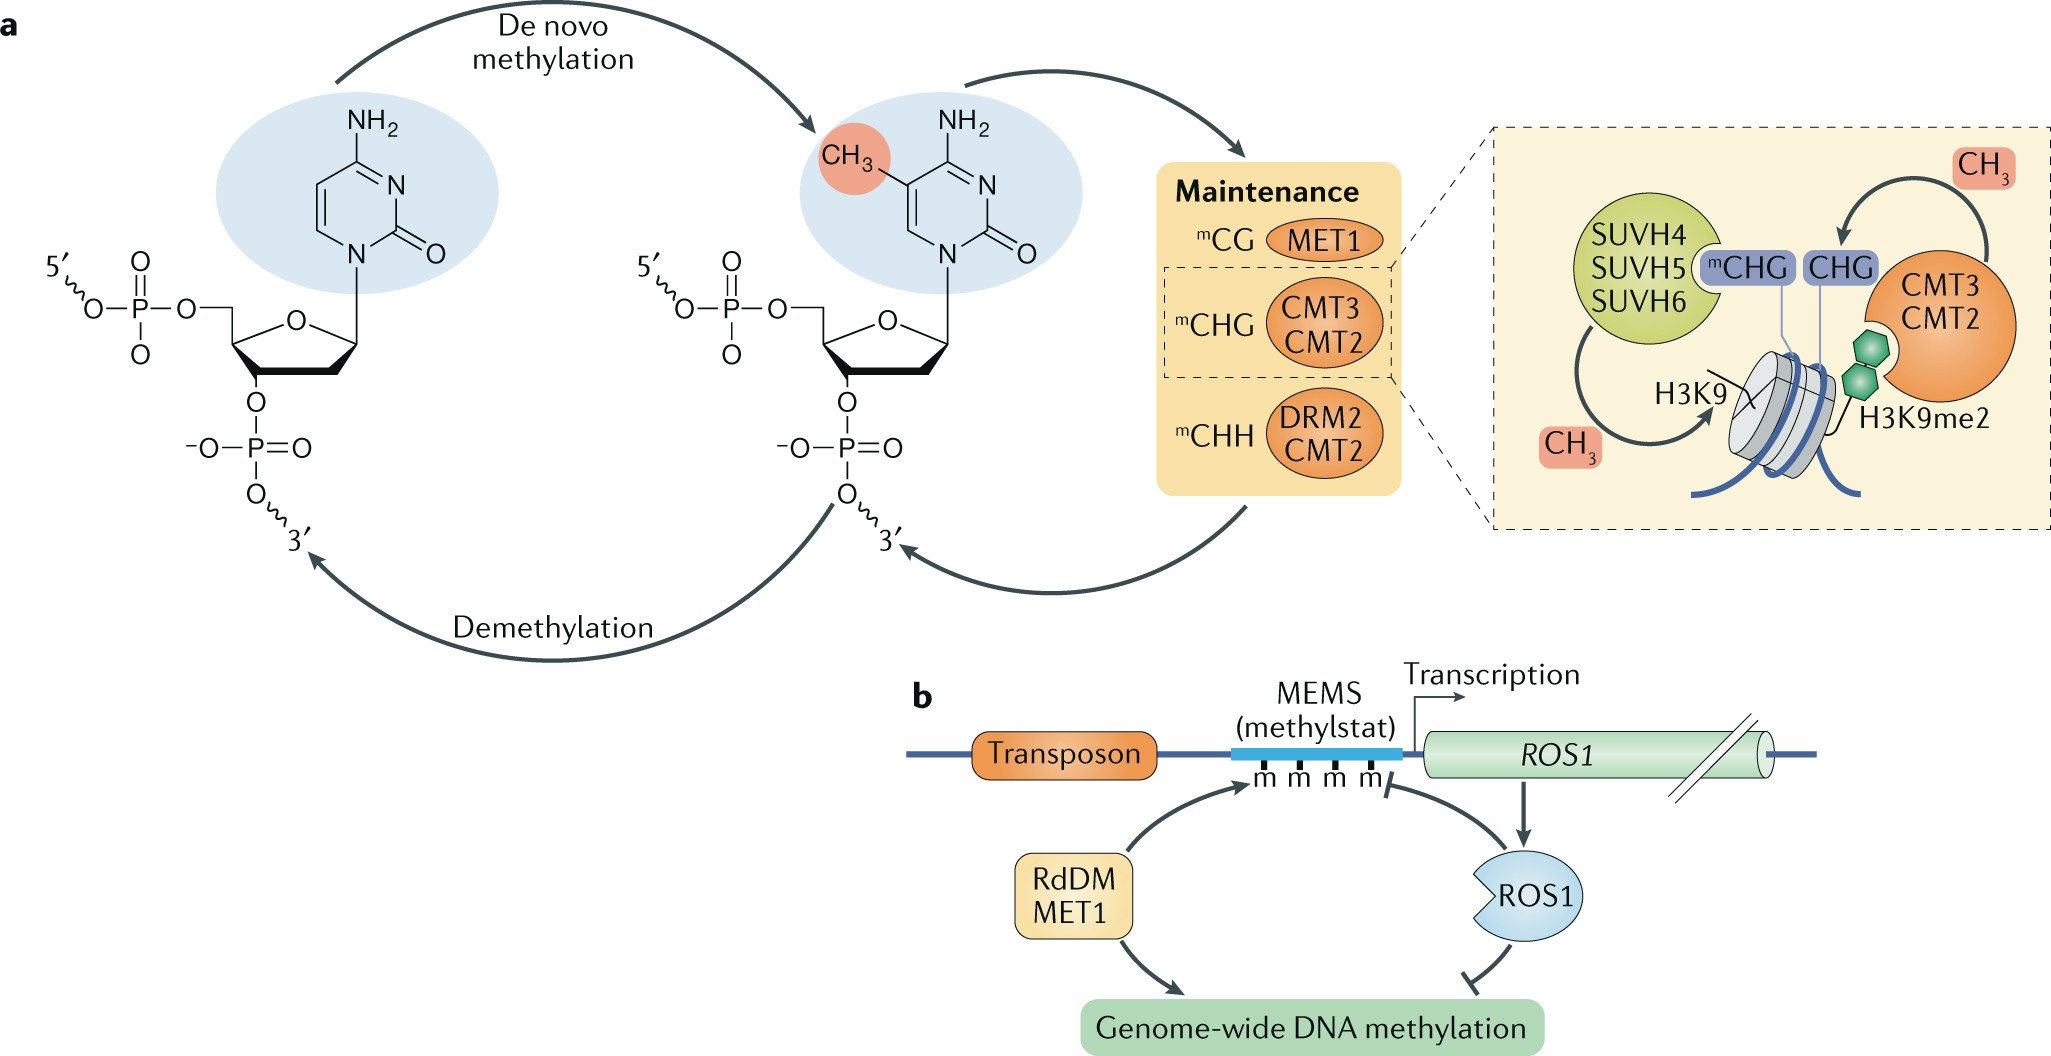 a
De novo
methylation
NH₂
N
N
O
5′
O
P
O
O
O
O
O
⁻O
P
O
O
3′
CH₃
NH₂
N
N
O
5′
O
P
O
O
O
O
O
⁻O
P
O
O
3′
Demethylation
Maintenance
ᵐCG MET1
ᵐCHG CMT3
CMT2
ᵐCHH DRM2
CMT2
CH₃
SUVH4
SUVH5
SUVH6
ᵐCHG
CHG
CMT3
CMT2
H3K9
H3K9me2
CH₃
b
MEMS
(methylstat)
Transcription
Transposon
ROS1
m m m m
RdDM
MET1
ROS1
Genome-wide DNA methylation